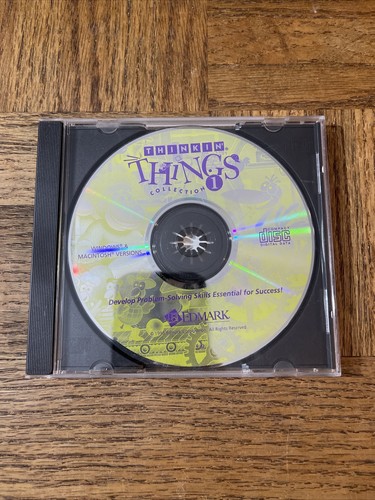 THINKIN'
THINGS
COLLECTION 1
WINDOWS® &
MACINTOSH® VERSIONS
COMPACT
disc
DIGITAL DATA
Develop Problem-Solving Skills Essential for Success!
EDMARK
All Rights Reserved.